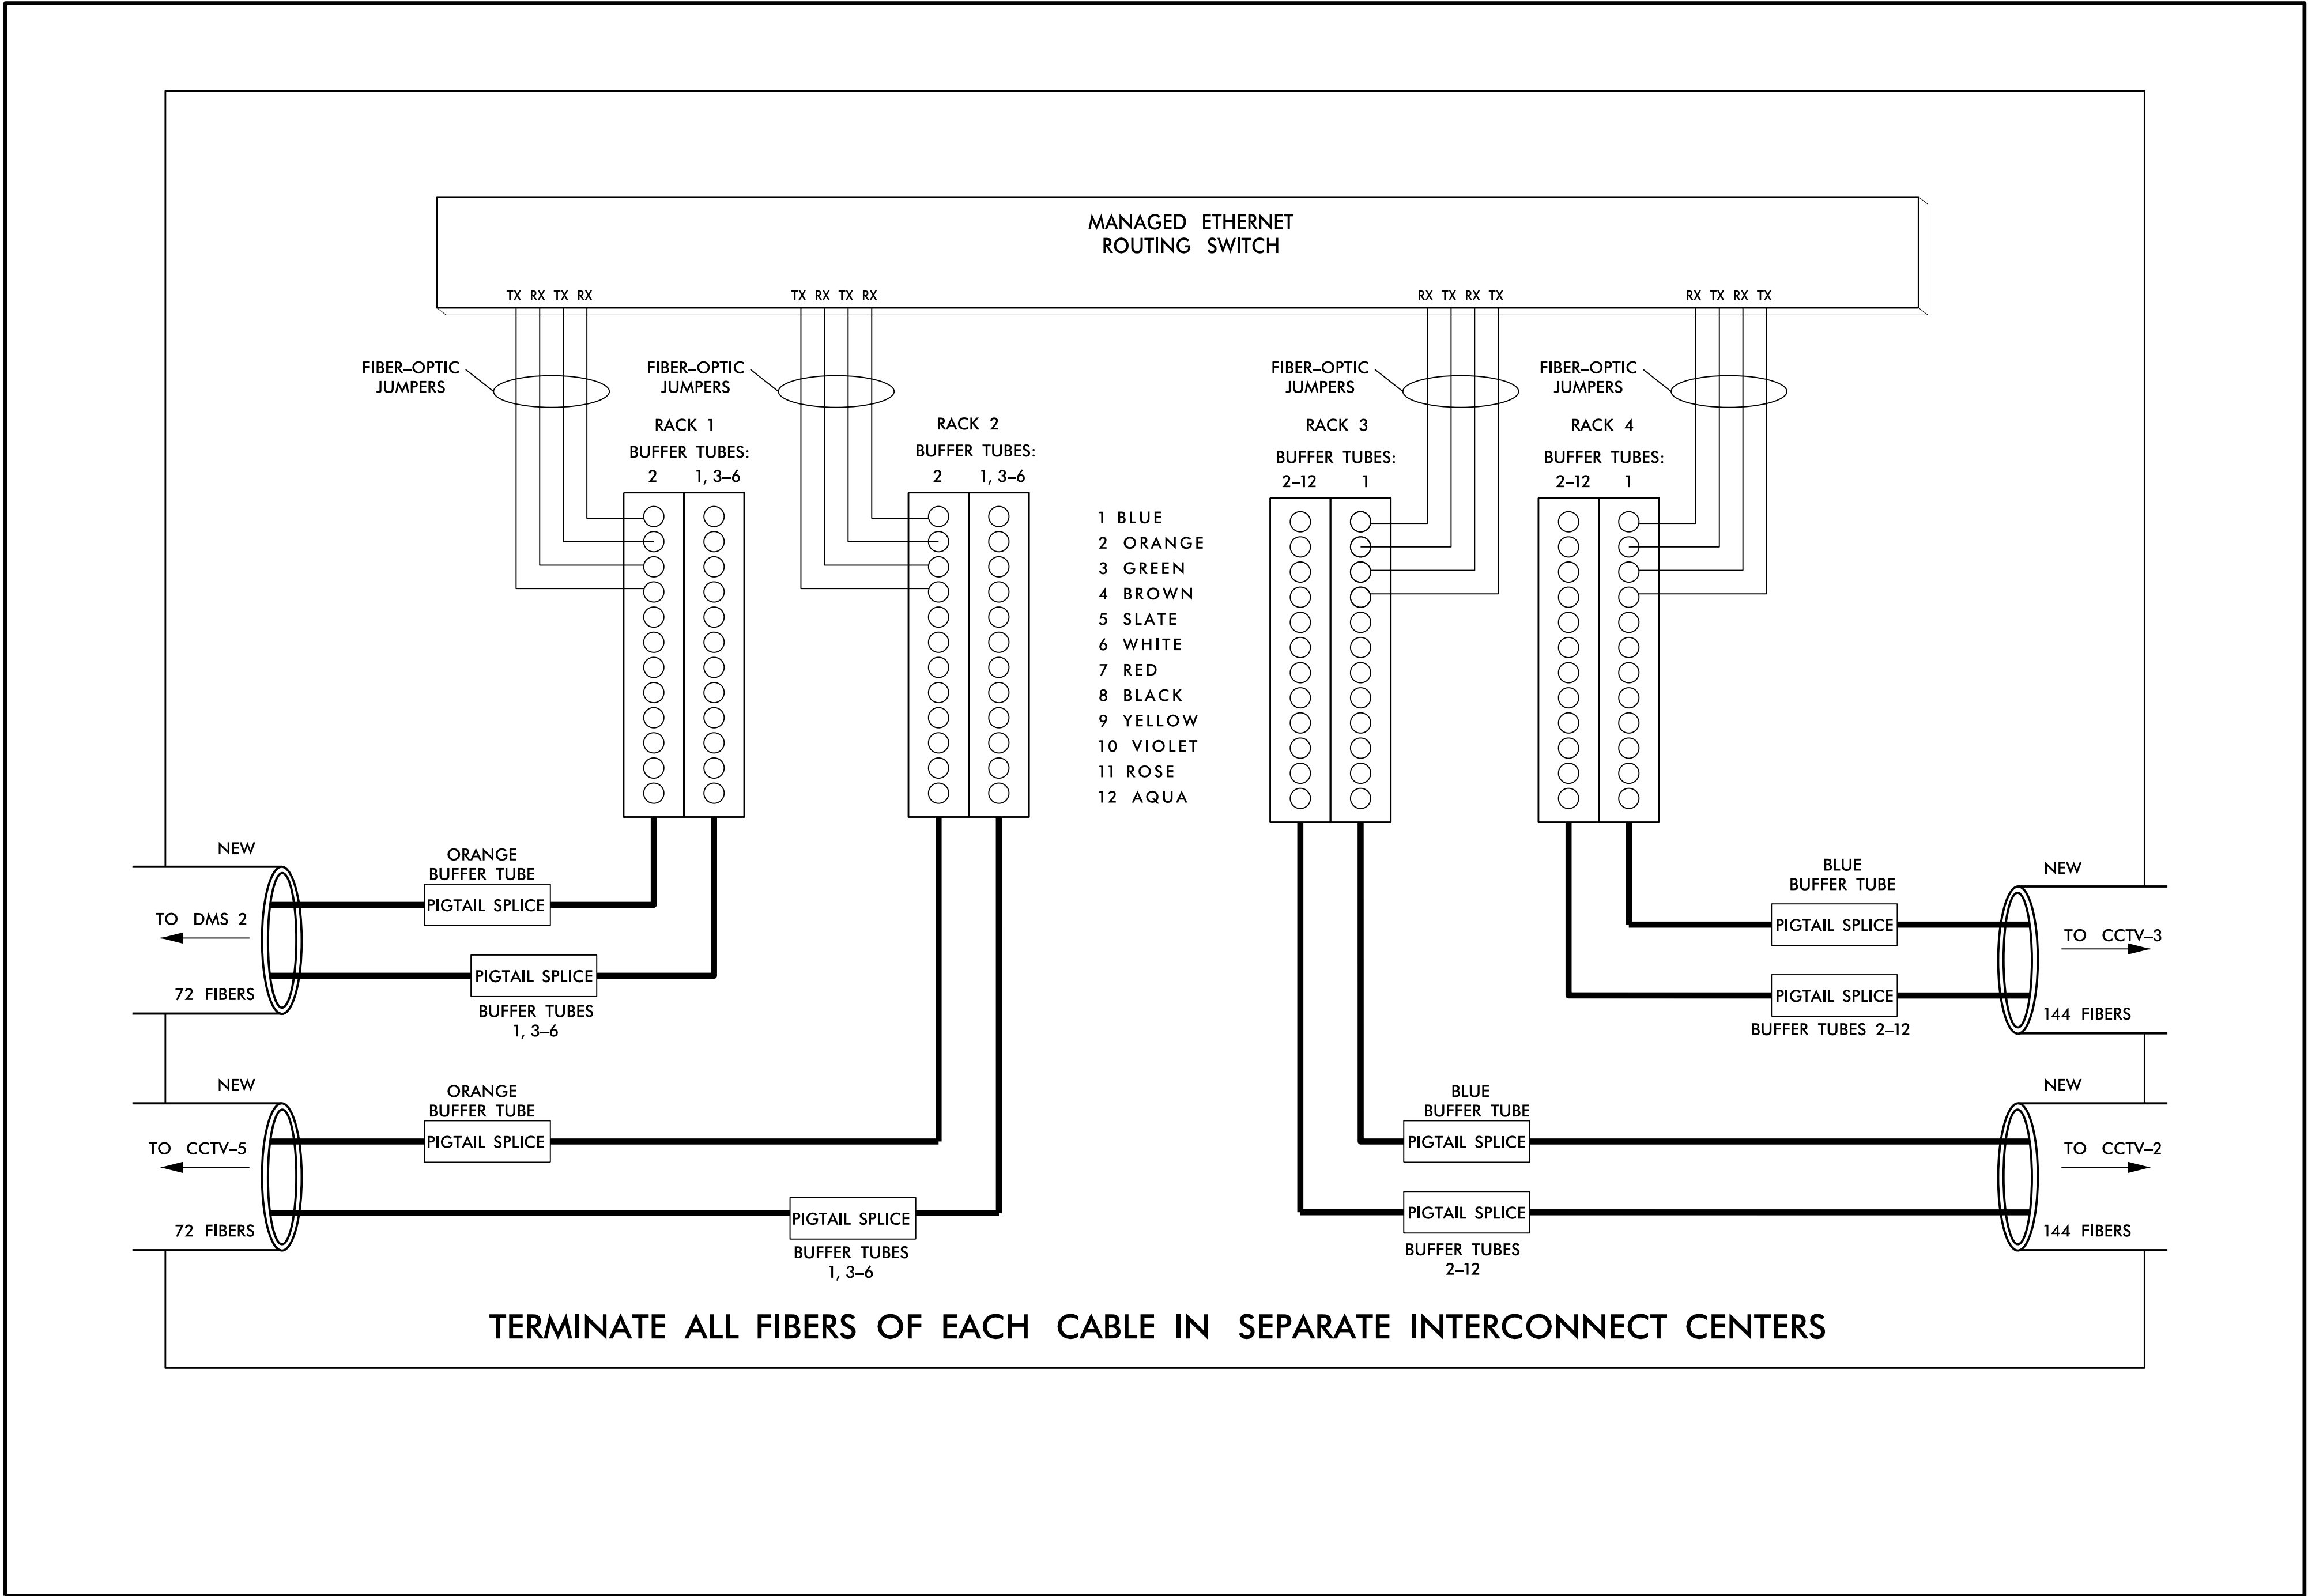 MANAGED ETHERNET
ROUTING SWITCH
TX RX TX RX
TX RX TX RX
RX TX RX TX
RX TX RX TX
FIBER–OPTIC
JUMPERS
FIBER–OPTIC
JUMPERS
FIBER–OPTIC
JUMPERS
FIBER–OPTIC
JUMPERS
RACK 1
BUFFER TUBES:
2 1, 3–6
RACK 2
BUFFER TUBES:
2 1, 3–6
RACK 3
BUFFER TUBES:
2–12 1
RACK 4
BUFFER TUBES:
2–12 1
1 BLUE
2 ORANGE
3 GREEN
4 BROWN
5 SLATE
6 WHITE
7 RED
8 BLACK
9 YELLOW
10 VIOLET
11 ROSE
12 AQUA
NEW
TO DMS 2
72 FIBERS
ORANGE
BUFFER TUBE
PIGTAIL SPLICE
PIGTAIL SPLICE
BUFFER TUBES
1, 3–6
NEW
TO CCTV–5
72 FIBERS
ORANGE
BUFFER TUBE
PIGTAIL SPLICE
PIGTAIL SPLICE
BUFFER TUBES
1, 3–6
BLUE
BUFFER TUBE
PIGTAIL SPLICE
PIGTAIL SPLICE
BUFFER TUBES 2–12
NEW
TO CCTV–3
144 FIBERS
BLUE
BUFFER TUBE
PIGTAIL SPLICE
PIGTAIL SPLICE
BUFFER TUBES
2–12
NEW
TO CCTV–2
144 FIBERS
TERMINATE ALL FIBERS OF EACH CABLE IN SEPARATE INTERCONNECT CENTERS